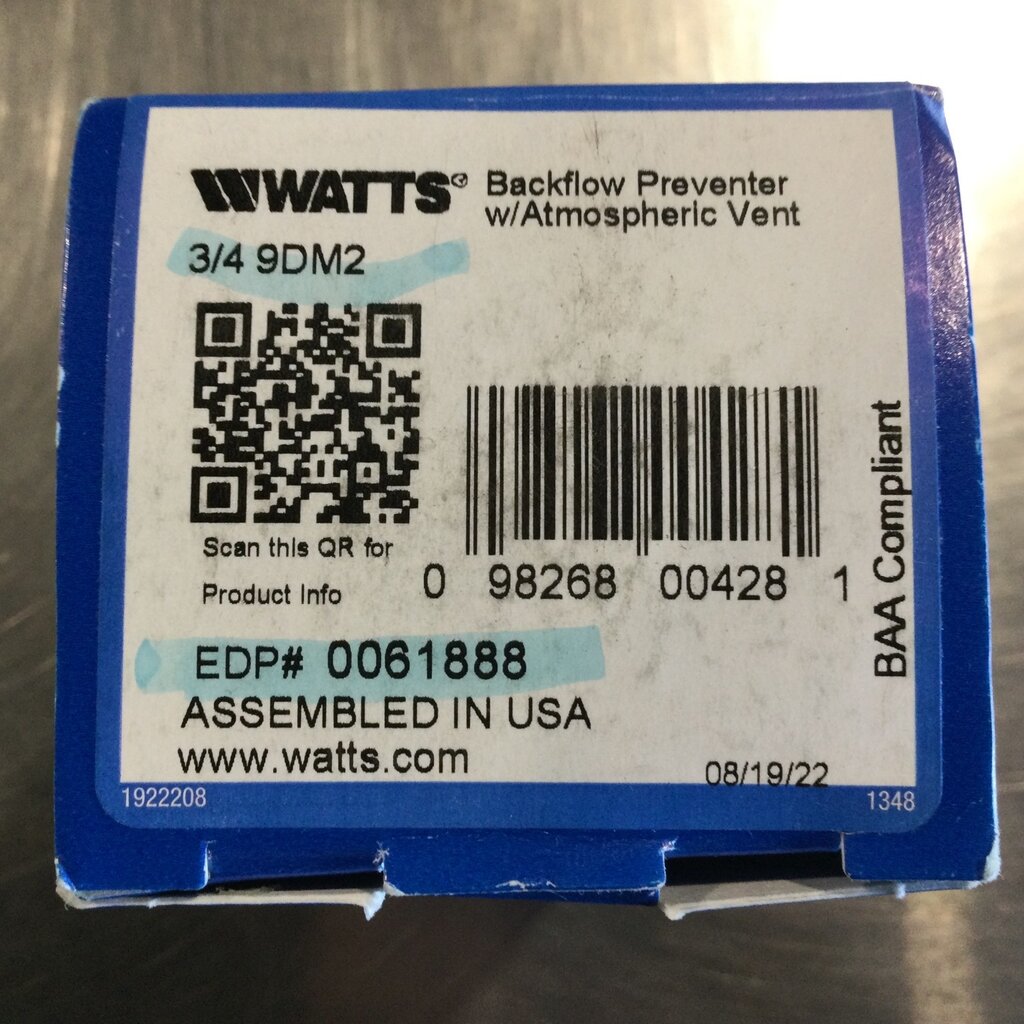 WATTS®
Backflow Preventer
w/Atmospheric Vent
3/4 9DM2
Scan this QR for
Product Info
0 98268 00428 1
BAA Compliant
EDP# 0061888
ASSEMBLED IN USA
www.watts.com
08/19/22
1922208
1348